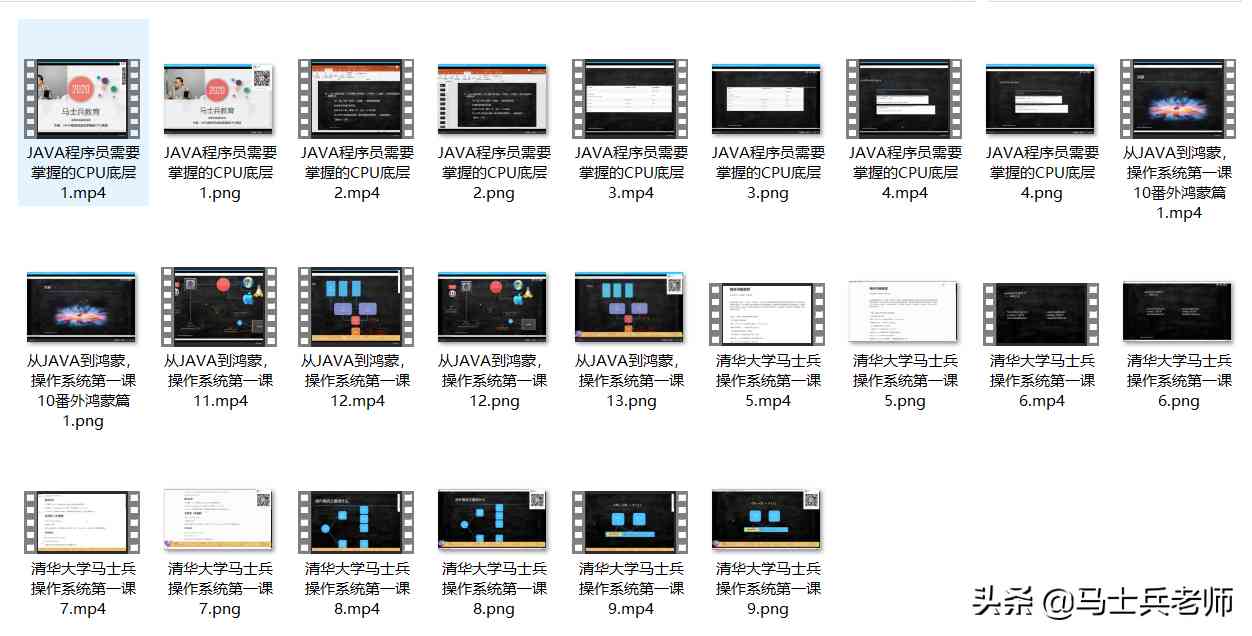 2020
马士兵教育
2020
马士兵教育
JAVA程序员需要
掌握的CPU底层
1.mp4
JAVA程序员需要
掌握的CPU底层
1.png
JAVA程序员需要
掌握的CPU底层
2.mp4
JAVA程序员需要
掌握的CPU底层
2.png
JAVA程序员需要
掌握的CPU底层
3.mp4
JAVA程序员需要
掌握的CPU底层
3.png
JAVA程序员需要
掌握的CPU底层
4.mp4
JAVA程序员需要
掌握的CPU底层
4.png
从JAVA到鸿蒙，
操作系统第一课
10番外鸿蒙篇
1.mp4
从JAVA到鸿蒙，
操作系统第一课
10番外鸿蒙篇
1.png
从JAVA到鸿蒙，
操作系统第一课
11.mp4
从JAVA到鸿蒙，
操作系统第一课
12.mp4
从JAVA到鸿蒙，
操作系统第一课
12.png
从JAVA到鸿蒙，
操作系统第一课
13.png
清华大学马士兵
操作系统第一课
5.mp4
清华大学马士兵
操作系统第一课
5.png
清华大学马士兵
操作系统第一课
6.mp4
清华大学马士兵
操作系统第一课
6.png
清华大学马士兵
操作系统第一课
7.mp4
清华大学马士兵
操作系统第一课
7.png
清华大学马士兵
操作系统第一课
8.mp4
清华大学马士兵
操作系统第一课
8.png
清华大学马士兵
操作系统第一课
9.mp4
清华大学马士兵
操作系统第一课
9.png
头条 @马士兵老师